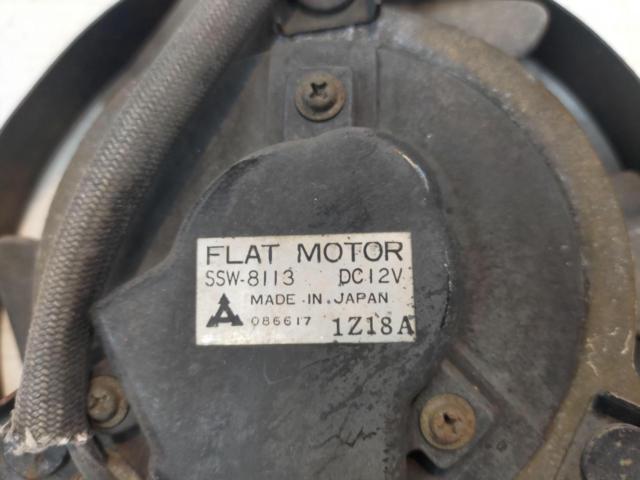 FLAT MOTOR
SSW-8113 DC12V
MADE IN JAPAN
086617 1Z18A